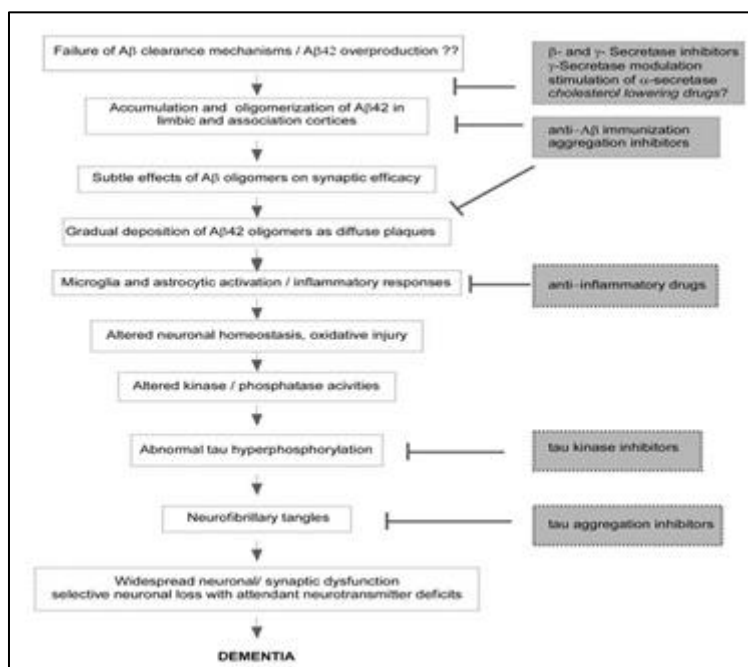 Failure of Aβ clearance mechanisms / Aβ42 overproduction ??
β- and γ- Secretase inhibitors
γ-Secretase modulation
stimulation of α-secretase
cholesterol lowering drugs?
Accumulation and oligomerization of Aβ42 in
limbic and association cortices
anti-Aβ immunization
aggregation inhibitors
Subtle effects of Aβ oligomers on synaptic efficacy
Gradual deposition of Aβ42 oligomers as diffuse plaques
Microglia and astrocytic activation / inflammatory responses
anti-inflammatory drugs
Altered neuronal homeostasis, oxidative injury
Altered kinase / phosphatase acivities
Abnormal tau hyperphosphorylation
tau kinase inhibitors
Neurofibrillary tangles
tau aggregation inhibitors
Widespread neuronal/ synaptic dysfunction
selective neuronal loss with attendant neurotransmitter deficits
DEMENTIA